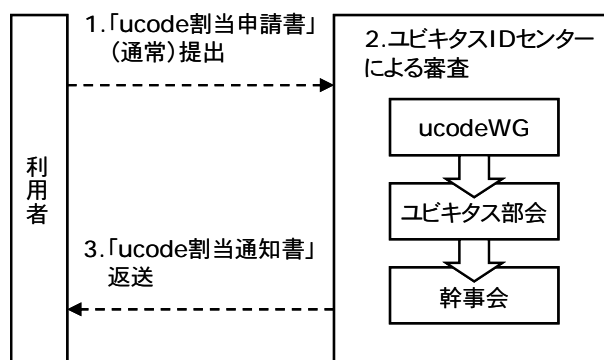 1.「ucode割当申請書」
（通常）提出
2.ユビキタスIDセンター
による審査
ucodeWG
利用者
ユビキタス部会
3.「ucode割当通知書」
返送
幹事会